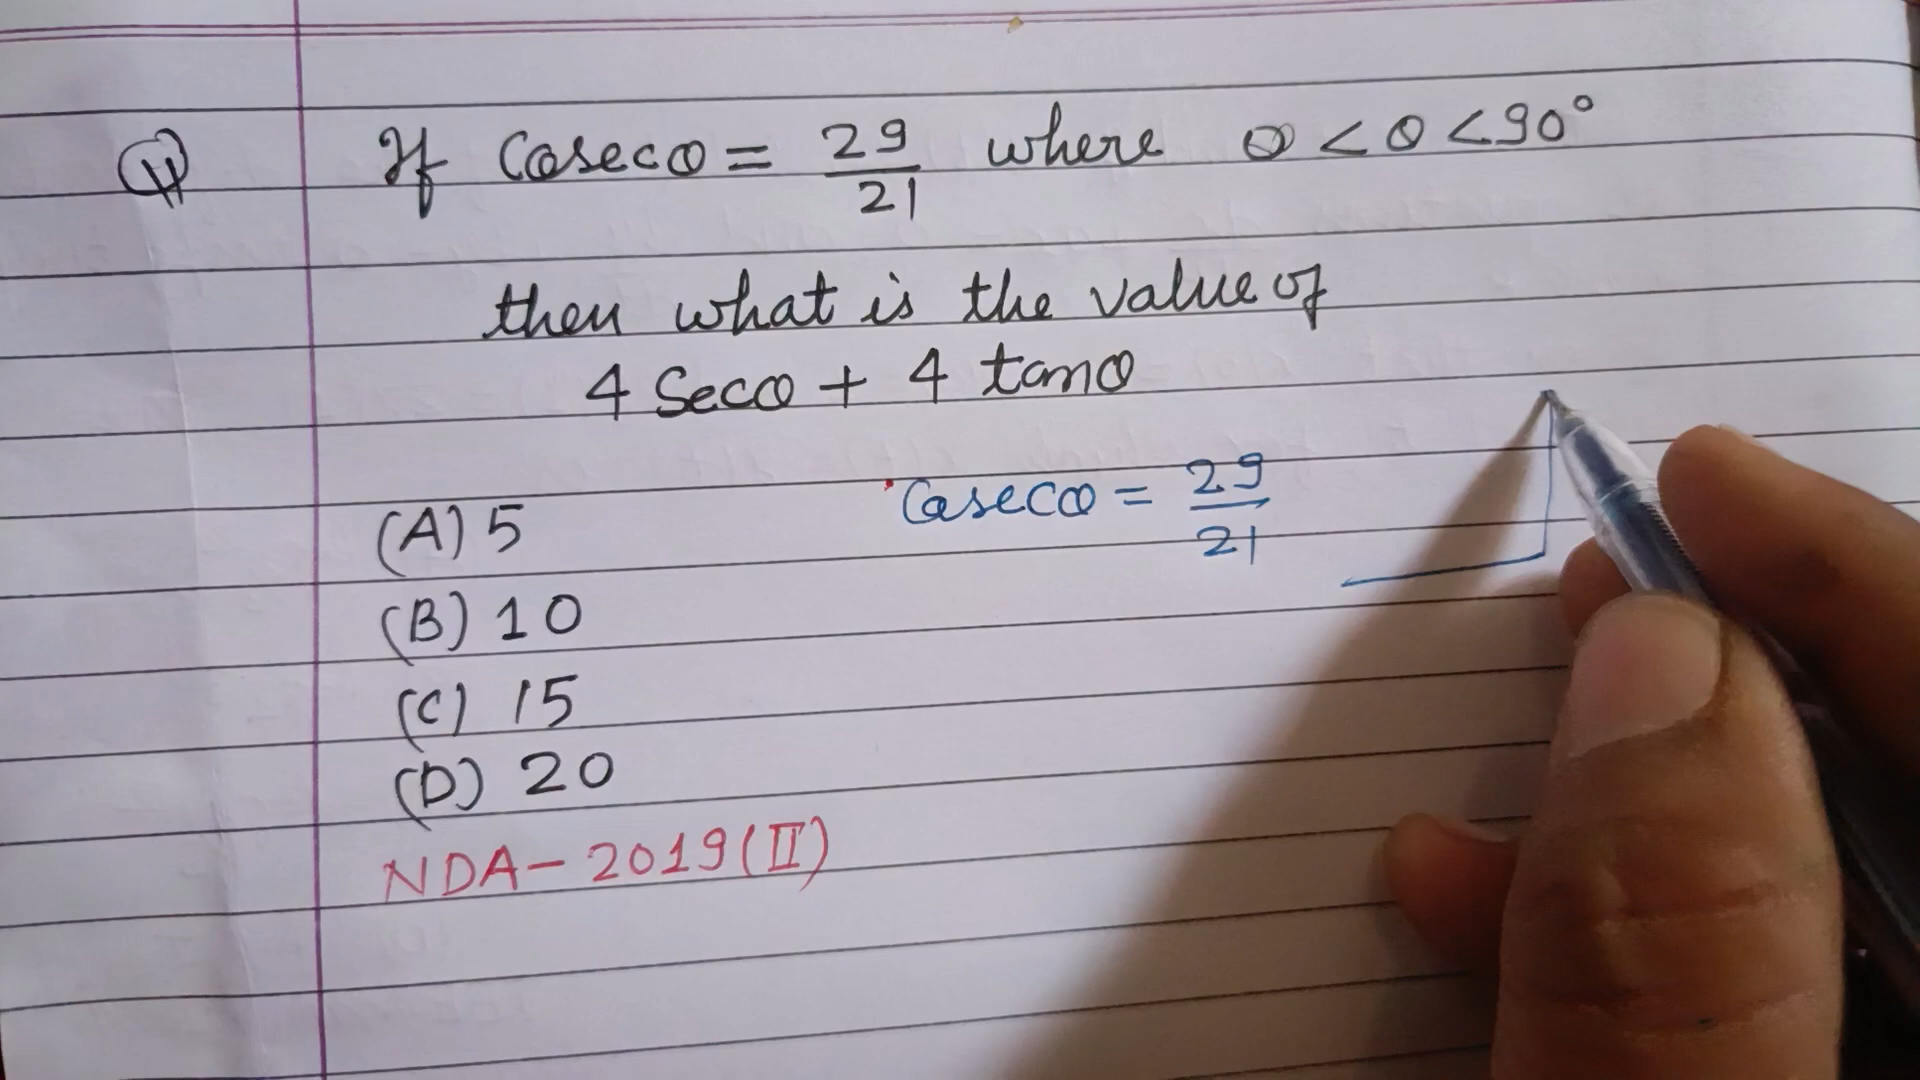 Q If Cosecθ = 29/21 where 0 < θ < 90°
then what is the value of
4 Secθ + 4 tanθ
Cosecθ = 29/21
(A) 5
(B) 10
(C) 15
(D) 20
NDA - 2019 (II)